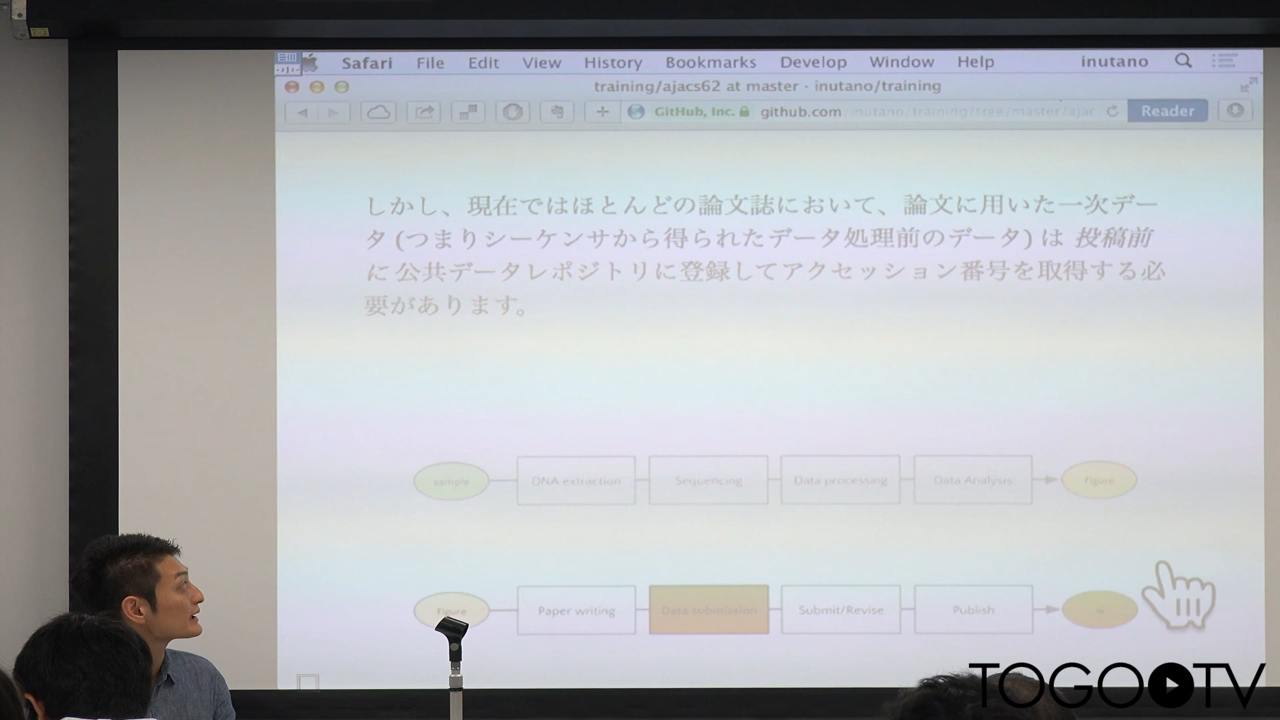 Safari File Edit View History Bookmarks Develop Window Help inutano
training/ajacs62 at master · inutano/training
GitHub, Inc. github.com/inutano/training/tree/master/ajac Reader
しかし、現在ではほとんどの論文誌において、論文に用いた一次デー
タ (つまりシーケンサから得られたデータ処理前のデータ) は 投稿前
に 公共データレポジトリに登録してアクセッション番号を取得する必
要があります。
sample DNA extraction Sequencing Data processing Data Analysis Figure
Figure Paper writing Data submission Submit/Revise Publish
TOGOTV